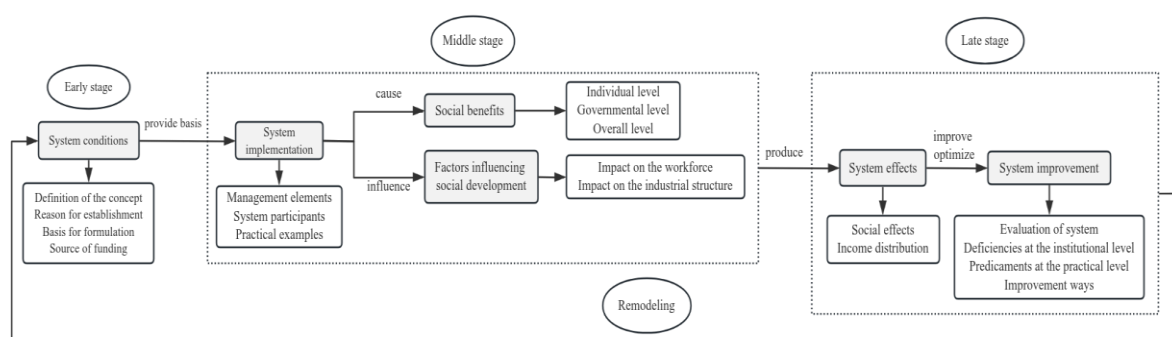 Early stage
System conditions
Definition of the concept
Reason for establishment
Basis for formulation
Source of funding
provide basis
Middle stage
System
implementation
Management elements
System participants
Practical examples
cause
influence
Social benefits
Individual level
Governmental level
Overall level
Factors influencing
social development
Impact on the workforce
Impact on the industrial structure
produce
Late stage
System effects
Social effects
Income distribution
improve
optimize
System improvement
Evaluation of system
Deficiencies at the institutional level
Predicaments at the practical level
Improvement ways
Remodeling